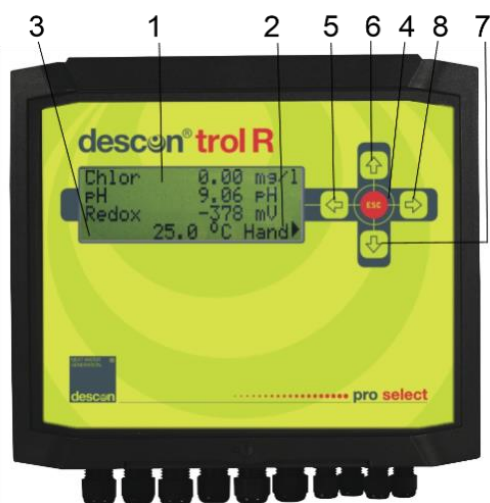 3 1 2 5 6 4 8 7
descon® trol R
Chlor 0.00 mg/l
pH 9.06 pH
Redox -378 mV
25.0 °C Hand
ESC
descon
pro select